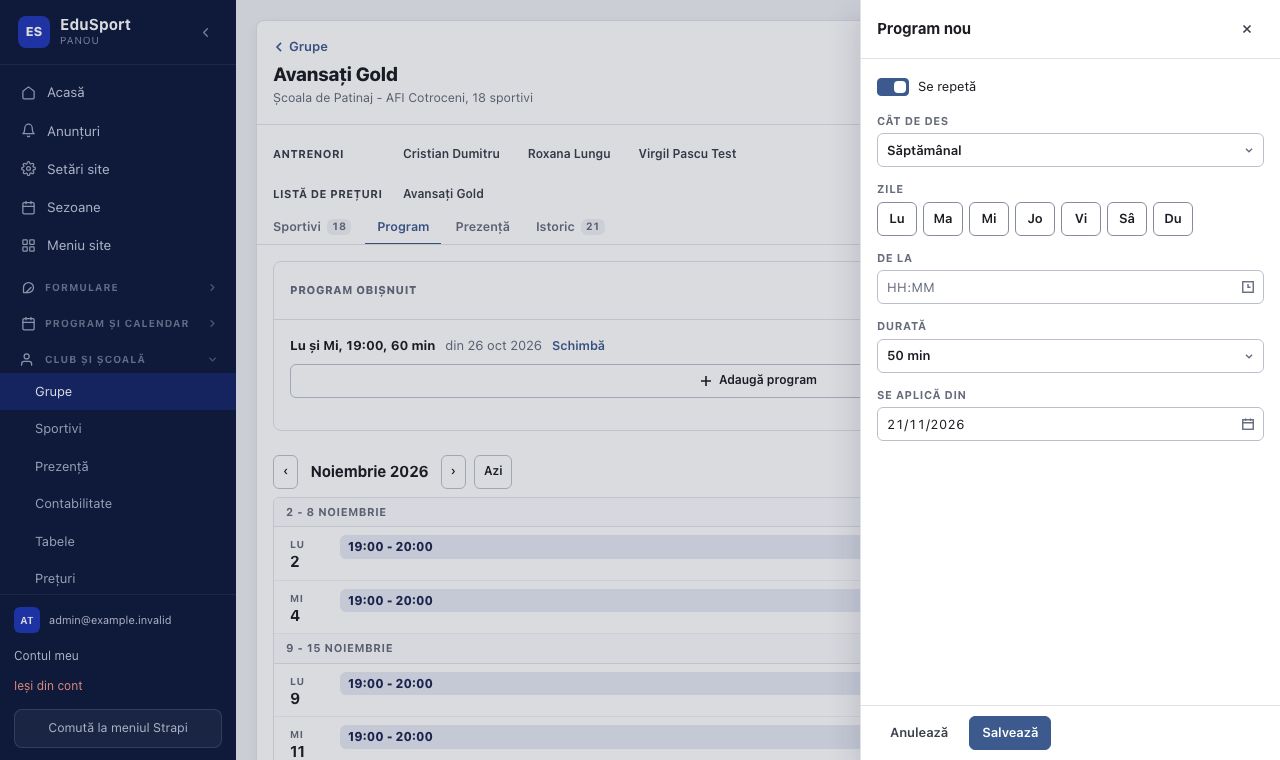 ES
EduSport
PANOU
Acasă
Anunțuri
Setări site
Sezoane
Meniu site
FORMULARE
PROGRAM ȘI CALENDAR
CLUB ȘI ȘCOALĂ
Grupe
Sportivi
Prezență
Contabilitate
Tabele
Prețuri
AT admin@example.invalid
Contul meu
Ieși din cont
Comută la meniul Strapi
Grupe
Avansați Gold
Școala de Patinaj - AFI Cotroceni, 18 sportivi
ANTRENORI Cristian Dumitru Roxana Lungu Virgil Pascu Test
LISTĂ DE PREȚURI Avansați Gold
Sportivi 18 Program Prezență Istoric 21
PROGRAM OBIȘNUIT
Lu și Mi, 19:00, 60 min din 26 oct 2026 Schimbă
+ Adaugă program
‹ Noiembrie 2026 › Azi
2 - 8 NOIEMBRIE
LU
2
19:00 - 20:00
MI
4
19:00 - 20:00
9 - 15 NOIEMBRIE
LU
9
19:00 - 20:00
MI
11
19:00 - 20:00
Program nou
Se repetă
CÂT DE DES
Săptămânal
ZILE
Lu Ma Mi Jo Vi Sâ Du
DE LA
HH:MM
DURATĂ
50 min
SE APLICĂ DIN
21/11/2026
Anulează Salvează